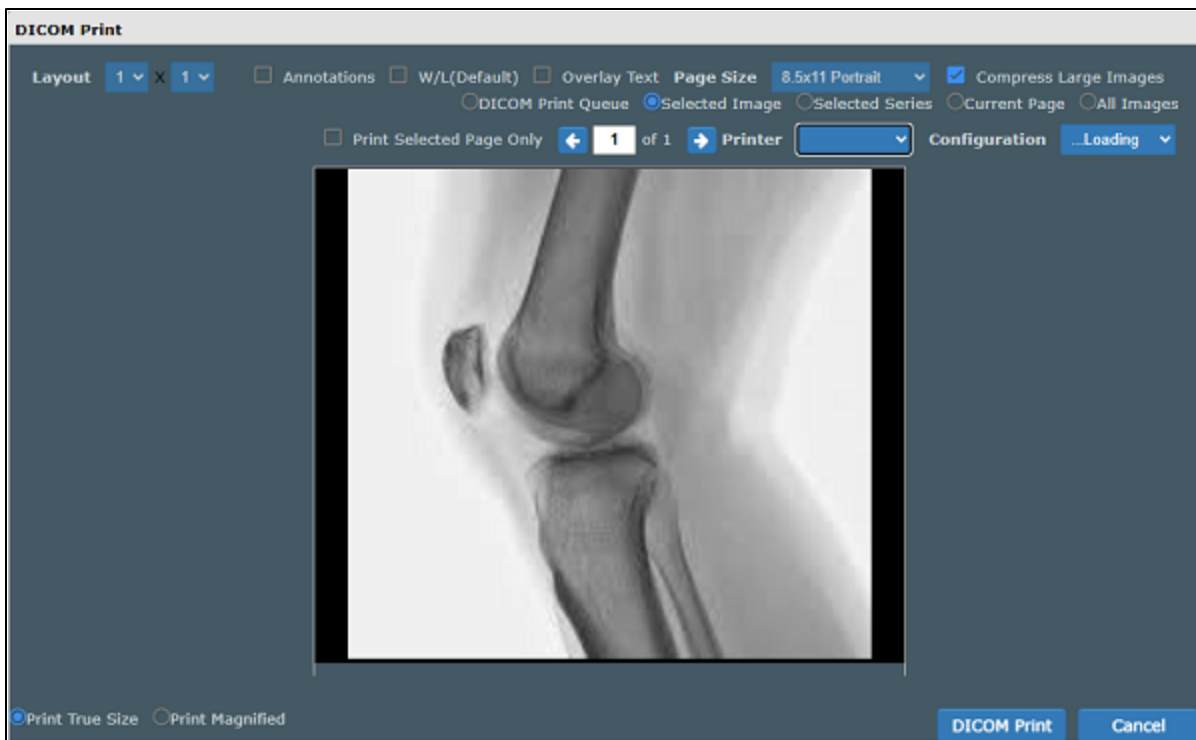 DICOM Print
Layout 1 X 1 Annotations W/L(Default) Overlay Text Page Size 8.5x11 Portrait Compress Large Images
DICOM Print Queue Selected Image Selected Series Current Page All Images
Print Selected Page Only 1 of 1 Printer Configuration ...Loading
Print True Size Print Magnified
DICOM Print Cancel